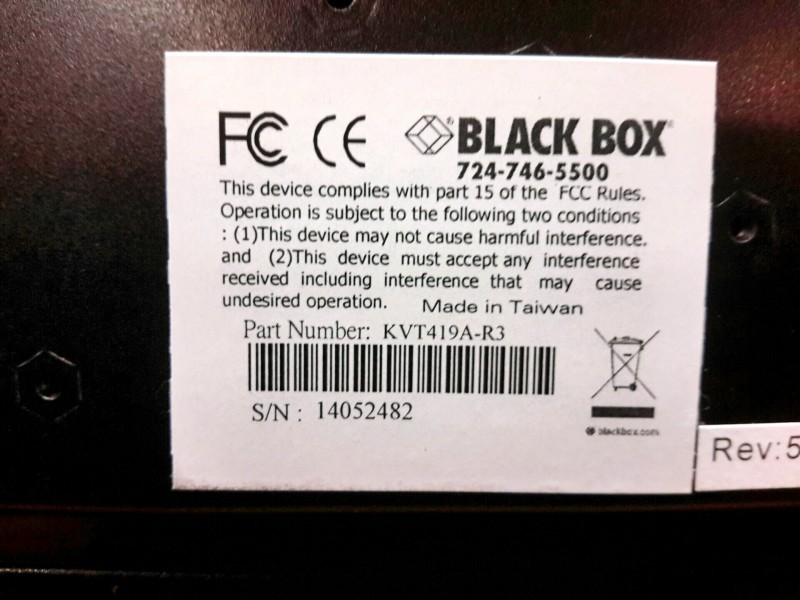 FC CE BLACK BOX®
724-746-5500
This device complies with part 15 of the FCC Rules.
Operation is subject to the following two conditions
: (1)This device may not cause harmful interference.
and (2)This device must accept any interference
received including interference that may cause
undesired operation. Made in Taiwan
Part Number: KVT419A-R3
S/N : 14052482
blackbox.com
Rev:5